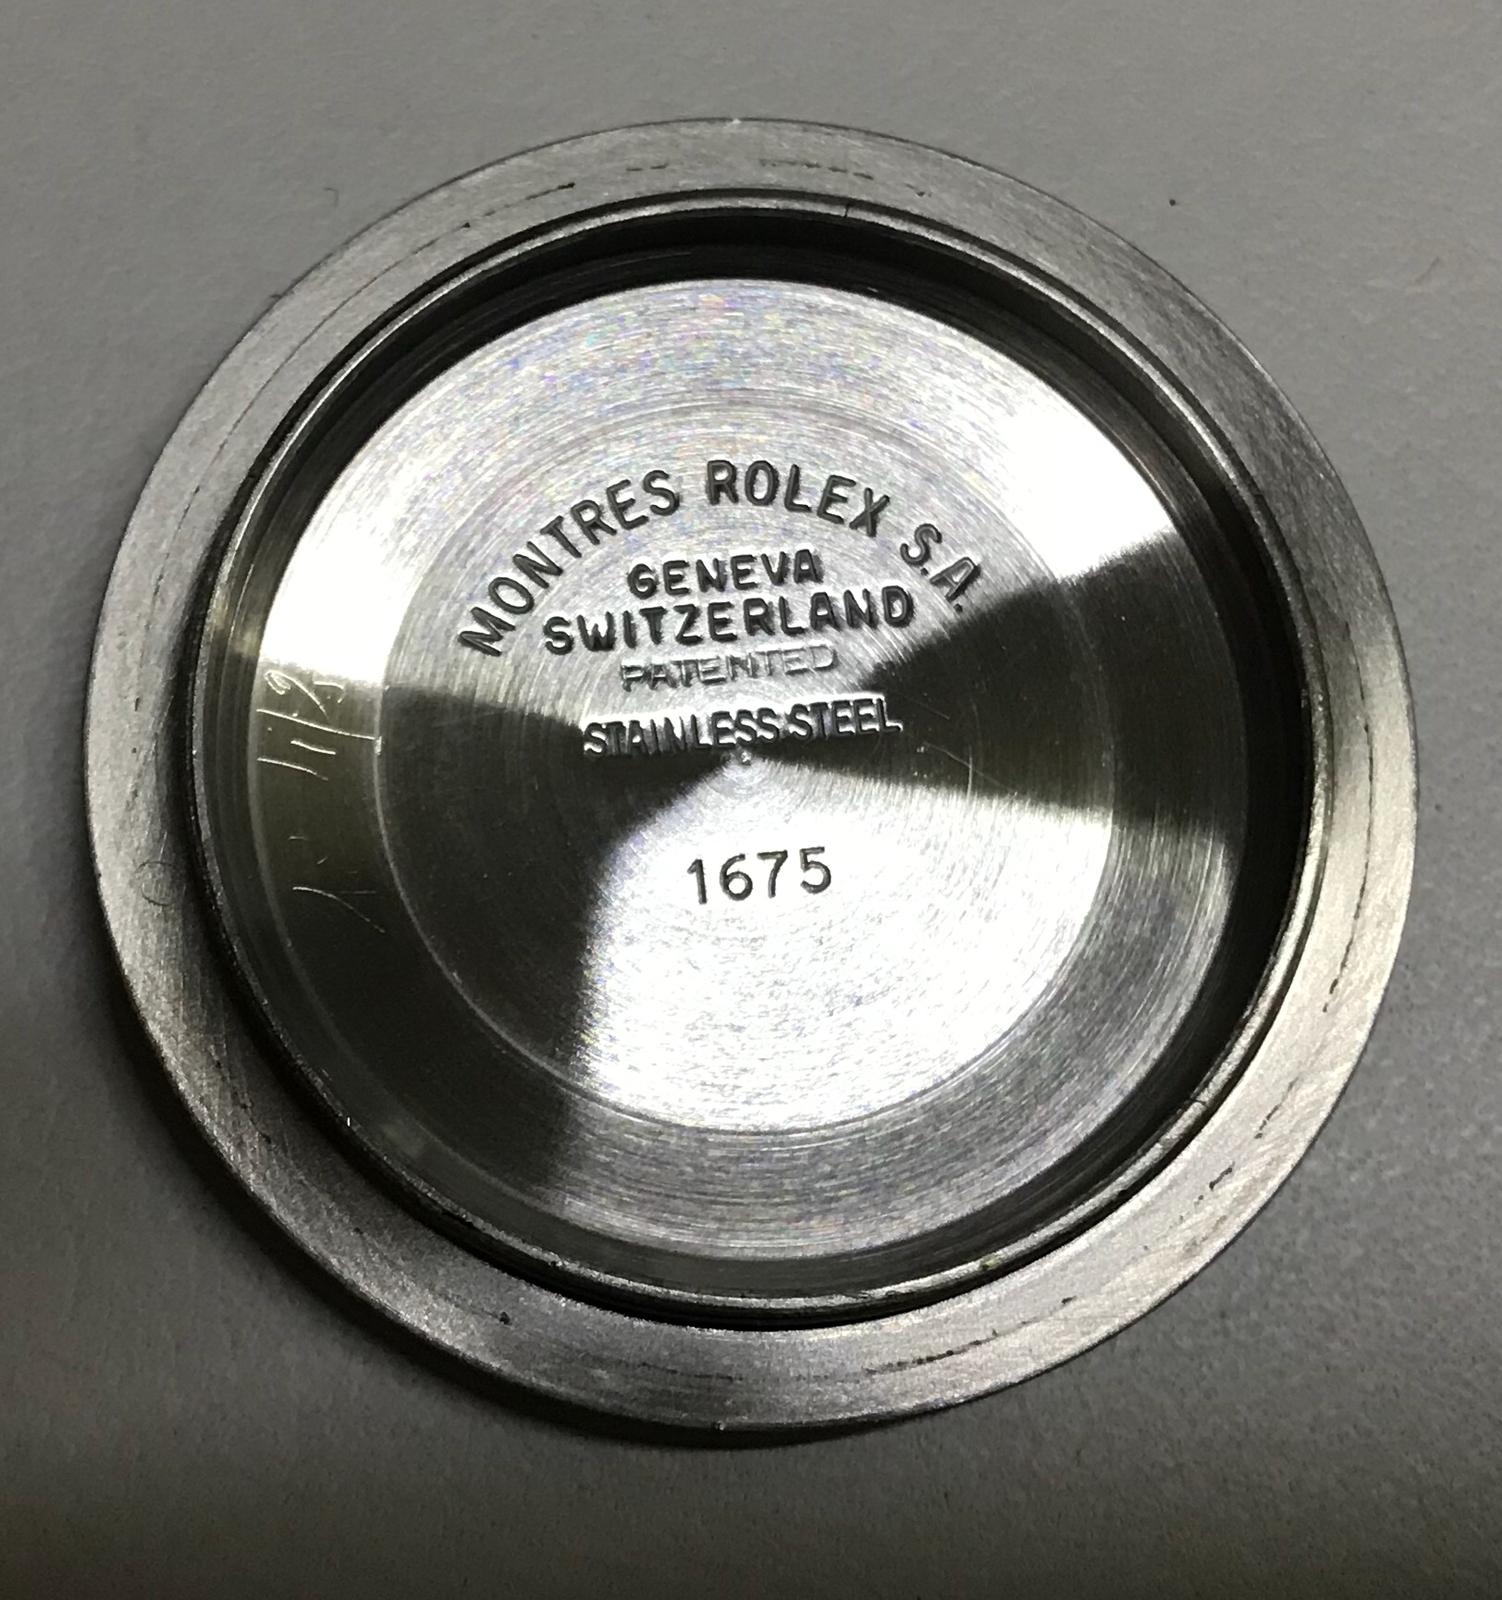 MONTRES ROLEX S.A.
GENEVA
SWITZERLAND
PATENTED
STAINLESS STEEL
1675